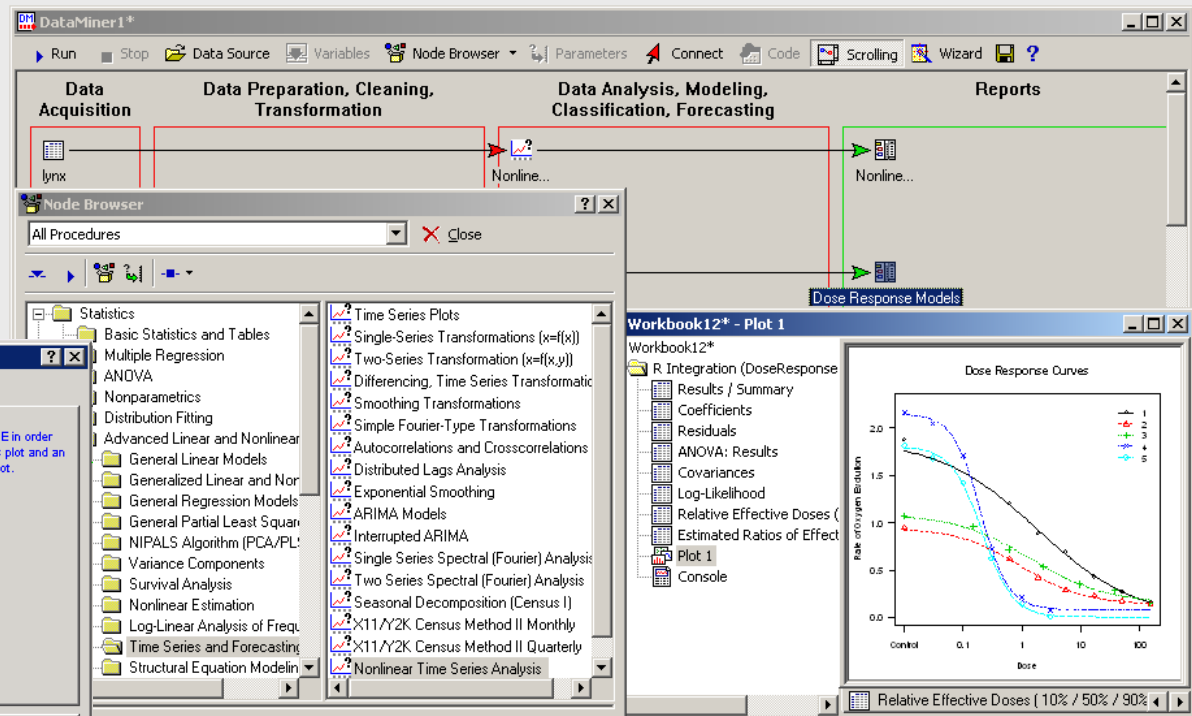 DataMiner1*
Run Stop Data Source Variables Node Browser Parameters Connect Code Scrolling Wizard ?
Data Acquisition
Data Preparation, Cleaning, Transformation
Data Analysis, Modeling, Classification, Forecasting
Reports
lynx
Nonline...
Nonline...
Dose Response Models
Node Browser
All Procedures
Close
Statistics
Basic Statistics and Tables
Multiple Regression
ANOVA
Nonparametrics
Distribution Fitting
Advanced Linear and Nonlinear
General Linear Models
Generalized Linear and Nor
General Regression Models
General Partial Least Squar
NIPALS Algorithm (PCA/PL
Variance Components
Survival Analysis
Nonlinear Estimation
Log-Linear Analysis of Frequ
Time Series and Forecasting
Structural Equation Modelin
Time Series Plots
Single-Series Transformations (x=f(x))
Two-Series Transformation (x=f(x,y))
Differencing, Time Series Transformatic
Smoothing Transformations
Simple Fourier-Type Transformations
Autocorrelations and Crosscorrelations
Distributed Lags Analysis
Exponential Smoothing
ARIMA Models
Interrupted ARIMA
Single Series Spectral (Fourier) Analysis
Two Series Spectral (Fourier) Analysis
Seasonal Decomposition (Census I)
X11/Y2K Census Method II Monthly
X11/Y2K Census Method II Quarterly
Nonlinear Time Series Analysis
E in order
plot and an
ot.
Workbook12* - Plot 1
Workbook12*
R Integration (DoseResponse
Results / Summary
Coefficients
Residuals
ANOVA: Results
Covariances
Log-Likelihood
Relative Effective Doses (
Estimated Ratios of Effect
Plot 1
Console
Dose Response Curves
1
2
3
4
5
Rate of Oxygen Evolution
2.0
1.5
1.0
0.5
0.0
Control 0.1 1 10 100
Dose
Relative Effective Doses ( 10% / 50% / 90%